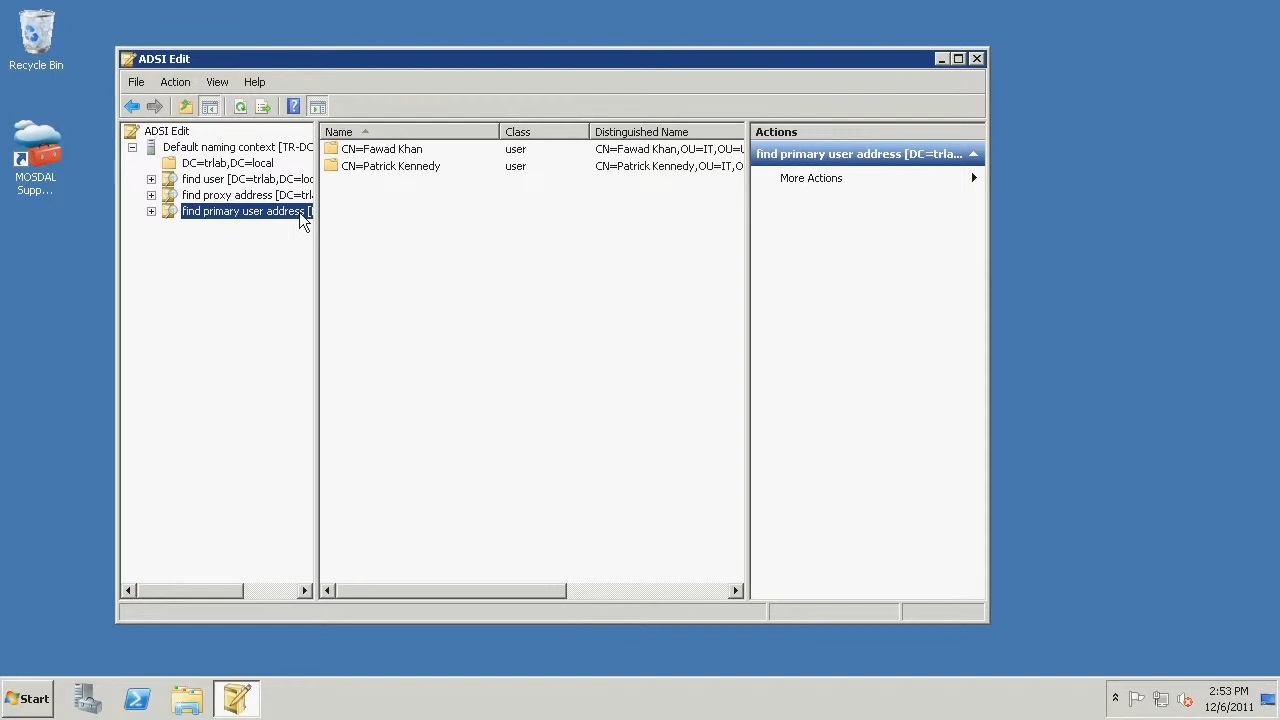 Recycle Bin
MOSDAL
Supp...
ADSI Edit
File Action View Help
ADSI Edit
Default naming context [TR-DC
DC=trlab,DC=local
find user [DC=trlab,DC=loc
find proxy address [DC=trl
find primary user address [
Name Class Distinguished Name
CN=Fawad Khan user CN=Fawad Khan,OU=IT,OU=L
CN=Patrick Kennedy user CN=Patrick Kennedy,OU=IT,O
Actions
find primary user address [DC=trla...
More Actions
Start
2:53 PM
12/6/2011